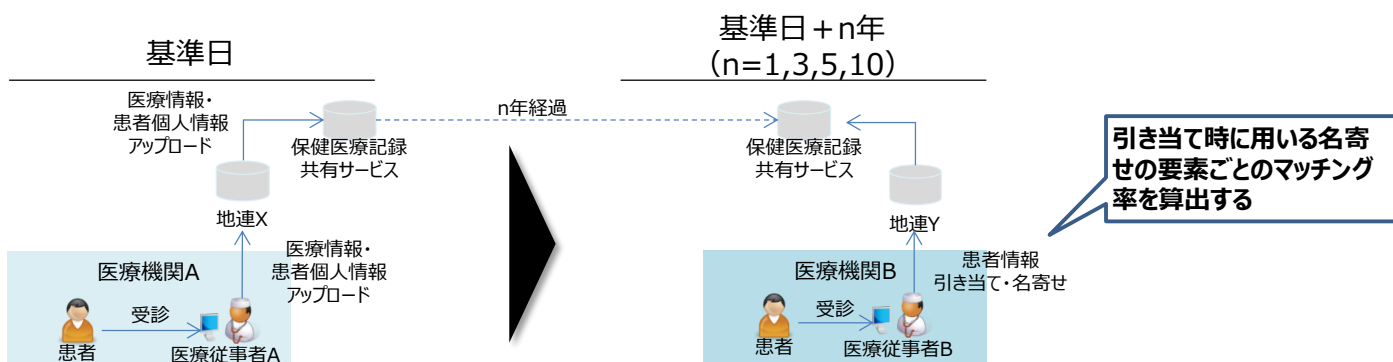 基準日
医療情報・
患者個人情報
アップロード
保健医療記録
共有サービス
地連X
医療情報・
患者個人情報
アップロード
医療機関A
受診
患者
医療従事者A
n年経過
基準日＋n年
（n=1,3,5,10）
保健医療記録
共有サービス
地連Y
患者情報
引き当て・名寄せ
医療機関B
受診
患者
医療従事者B
引き当て時に用いる名寄
せの要素ごとのマッチング
率を算出する